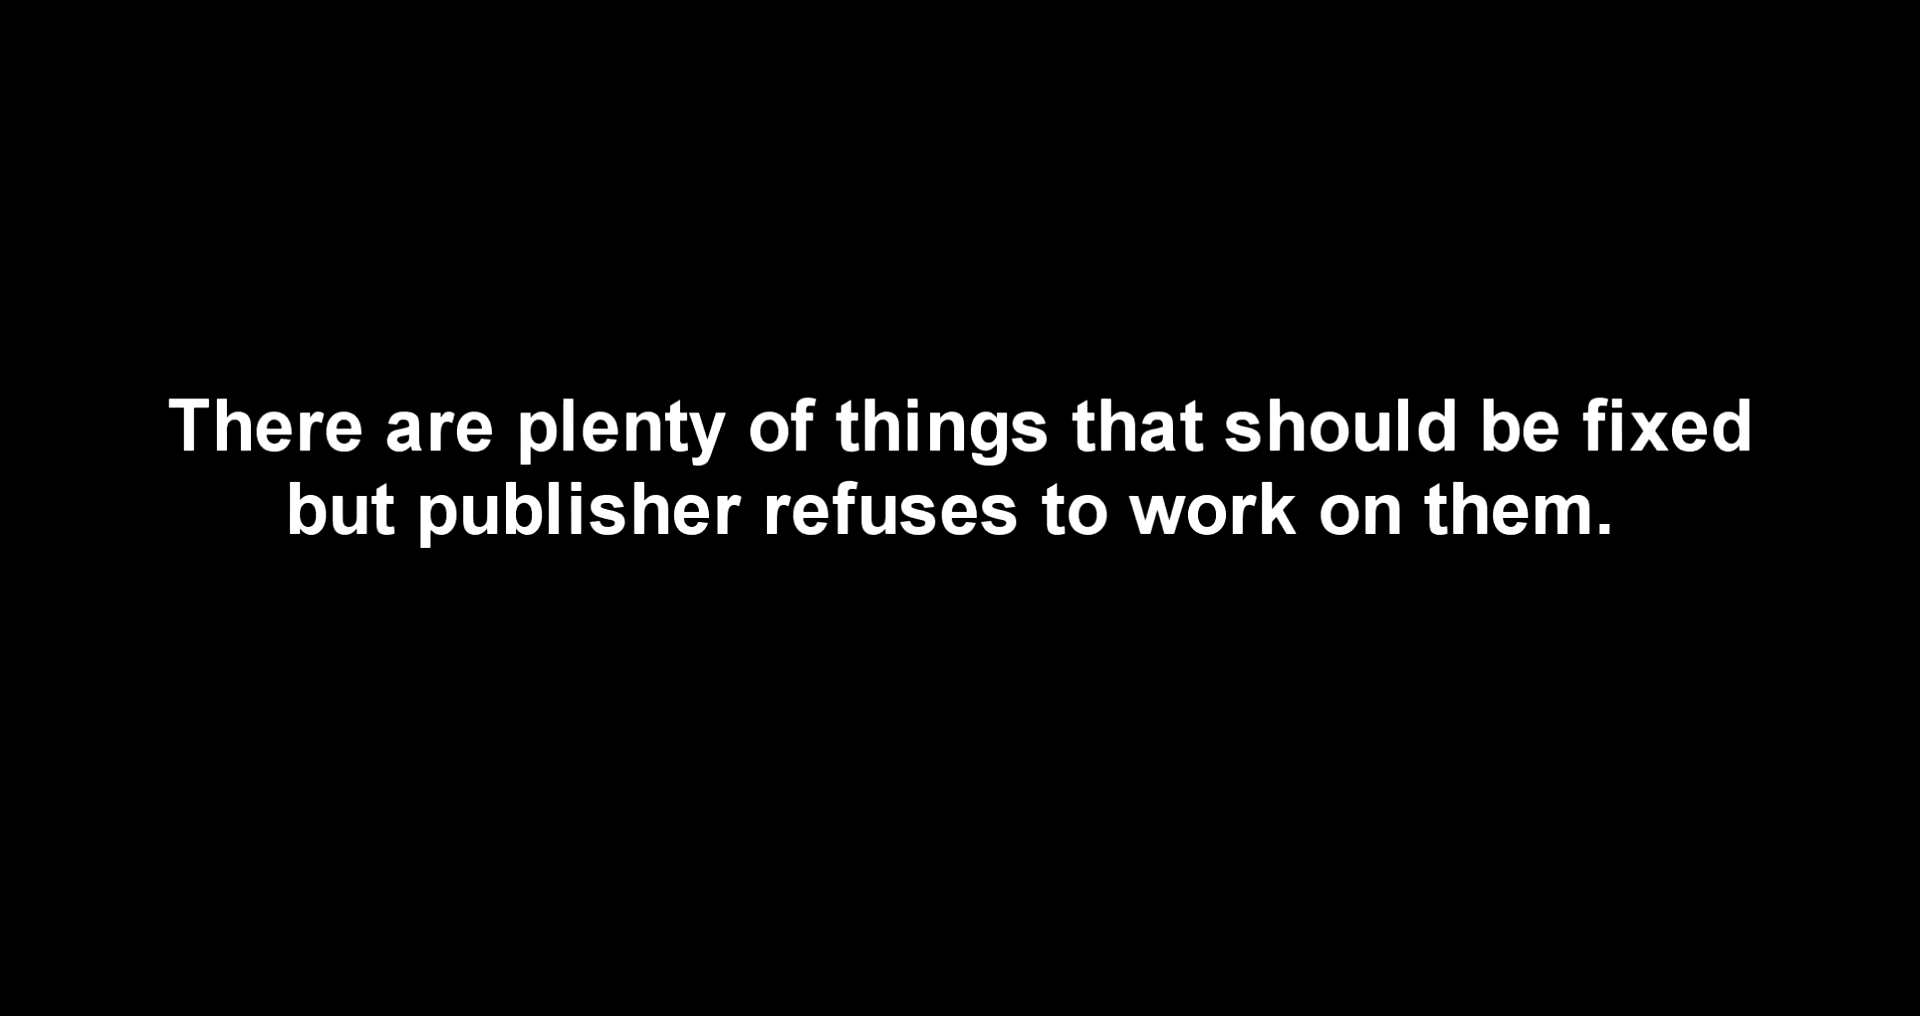 There are plenty of things that should be fixed
but publisher refuses to work on them.